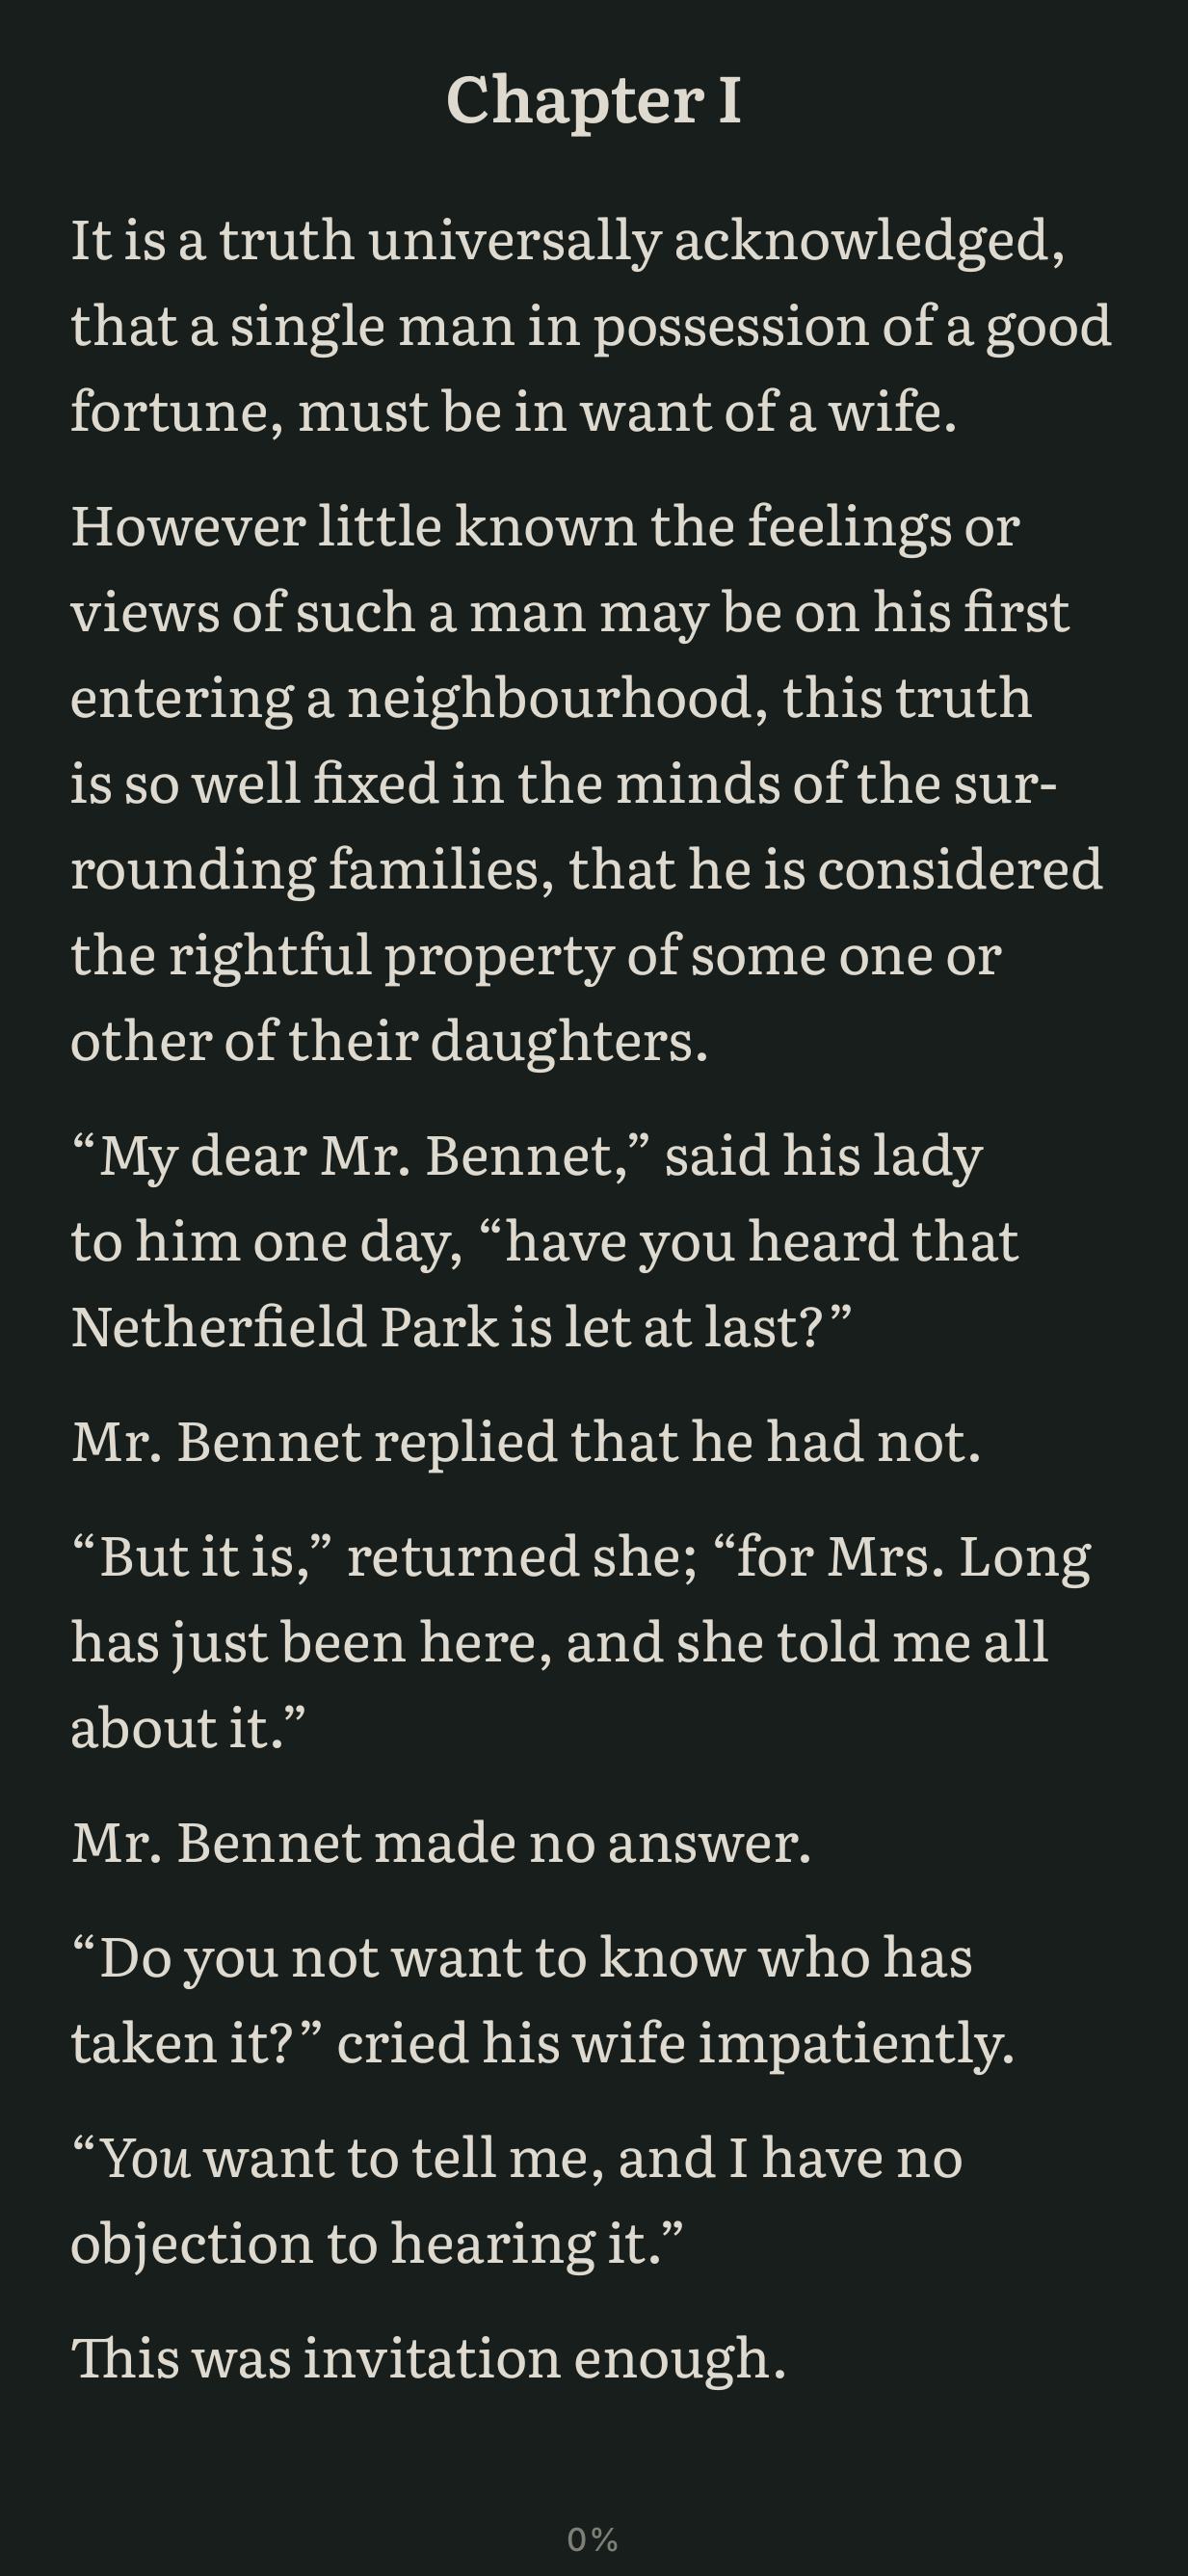 Chapter I
It is a truth universally acknowledged,
that a single man in possession of a good
fortune, must be in want of a wife.
However little known the feelings or
views of such a man may be on his first
entering a neighbourhood, this truth
is so well fixed in the minds of the sur-
rounding families, that he is considered
the rightful property of some one or
other of their daughters.
“My dear Mr. Bennet,” said his lady
to him one day, “have you heard that
Netherfield Park is let at last?”
Mr. Bennet replied that he had not.
“But it is,” returned she; “for Mrs. Long
has just been here, and she told me all
about it.”
Mr. Bennet made no answer.
“Do you not want to know who has
taken it?” cried his wife impatiently.
“You want to tell me, and I have no
objection to hearing it.”
This was invitation enough.
0%